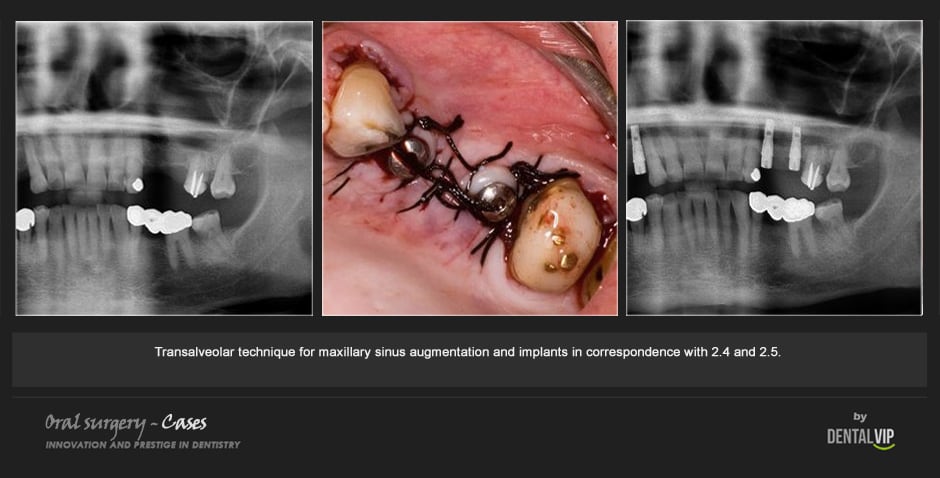 Transalveolar technique for maxillary sinus augmentation and implants in correspondence with 2.4 and 2.5.
Oral surgery - Cases
INNOVATION AND PRESTIGE IN DENTISTRY
by
DENTALVIP